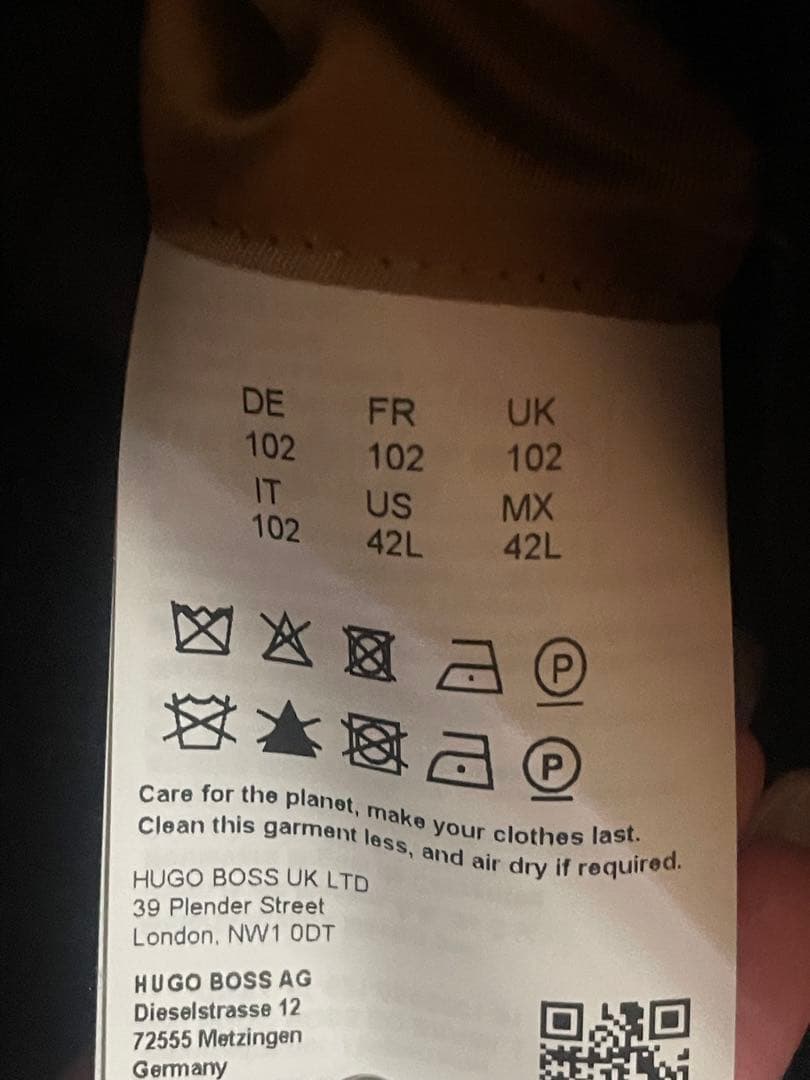 DE FR UK
102 102 102
IT US MX
102 42L 42L
P
P
Care for the planet, make your clothes last.
Clean this garment less, and air dry if required.
HUGO BOSS UK LTD
39 Plender Street
London, NW1 0DT
HUGO BOSS AG
Dieselstrasse 12
72555 Metzingen
Germany